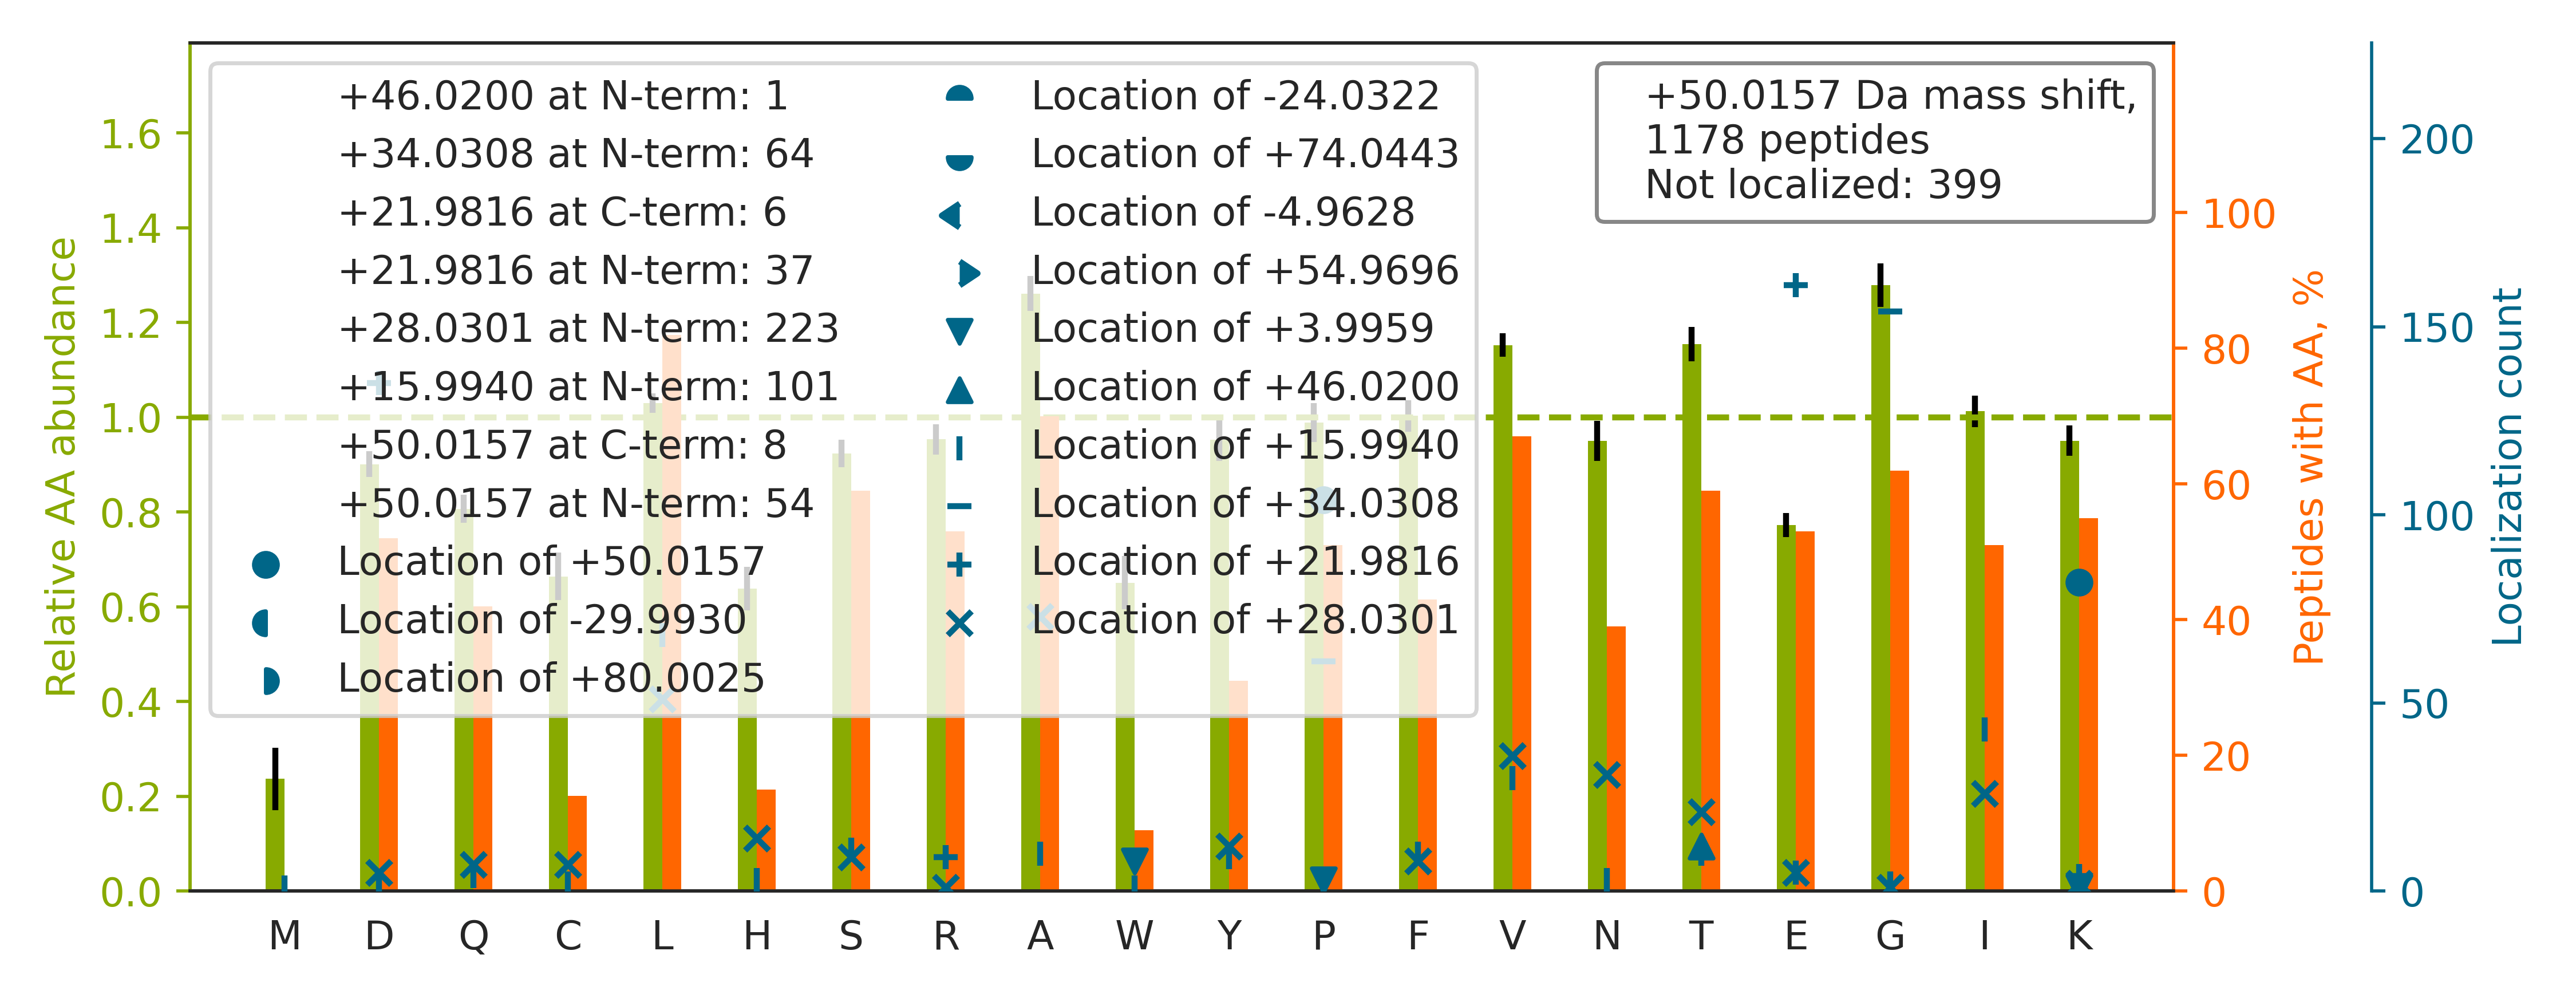 +46.0200 at N-term: 1
+34.0308 at N-term: 64
+21.9816 at C-term: 6
+21.9816 at N-term: 37
+28.0301 at N-term: 223
+15.9940 at N-term: 101
+50.0157 at C-term: 8
+50.0157 at N-term: 54
Location of +50.0157
Location of -29.9930
Location of +80.0025
Location of -24.0322
Location of +74.0443
Location of -4.9628
Location of +54.9696
Location of +3.9959
Location of +46.0200
Location of +15.9940
Location of +34.0308
Location of +21.9816
Location of +28.0301
+50.0157 Da mass shift,
1178 peptides
Not localized: 399
Relative AA abundance
1.6
1.4
1.2
1.0
0.8
0.6
0.4
0.2
0.0
M D Q C L H S R A W Y P F V N T E G I K
100
80
60
40
20
0
Peptides with AA, %
200
150
100
50
0
Localization count